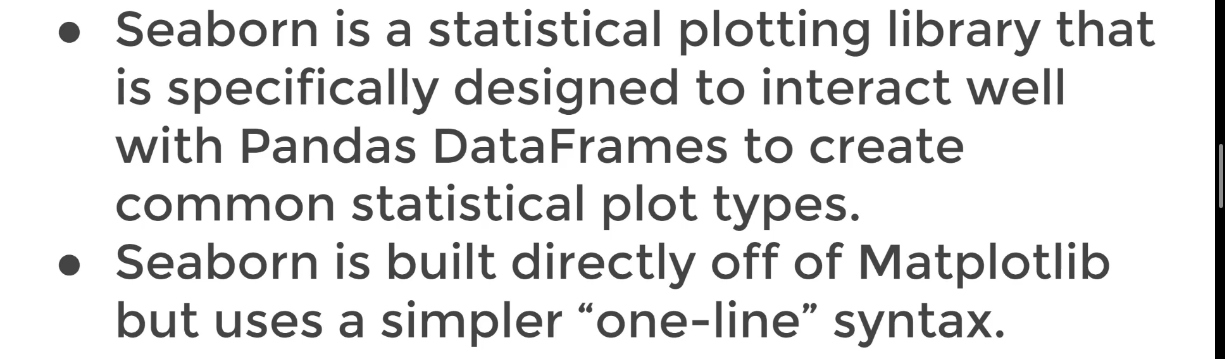 ● Seaborn is a statistical plotting library that
is specifically designed to interact well
with Pandas DataFrames to create
common statistical plot types.
● Seaborn is built directly off of Matplotlib
but uses a simpler “one-line” syntax.